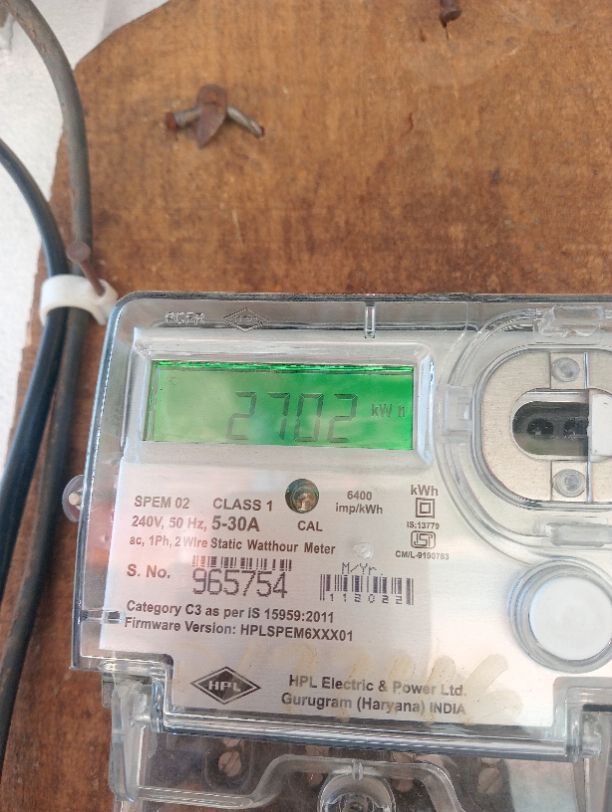 2702 kWh
SPEM 02 CLASS 1
6400 imp/kWh
kWh
240V, 50 Hz, 5-30A
CAL
IS:13779
ac, 1Ph, 2 Wire Static Watthour Meter
S. No. 965754
M/Yr.
Category C3 as per IS 15959:2011
Firmware Version: HPLSPEM6XXX01
HPL
HPL Electric & Power Ltd.
Gurugram (Haryana) INDIA